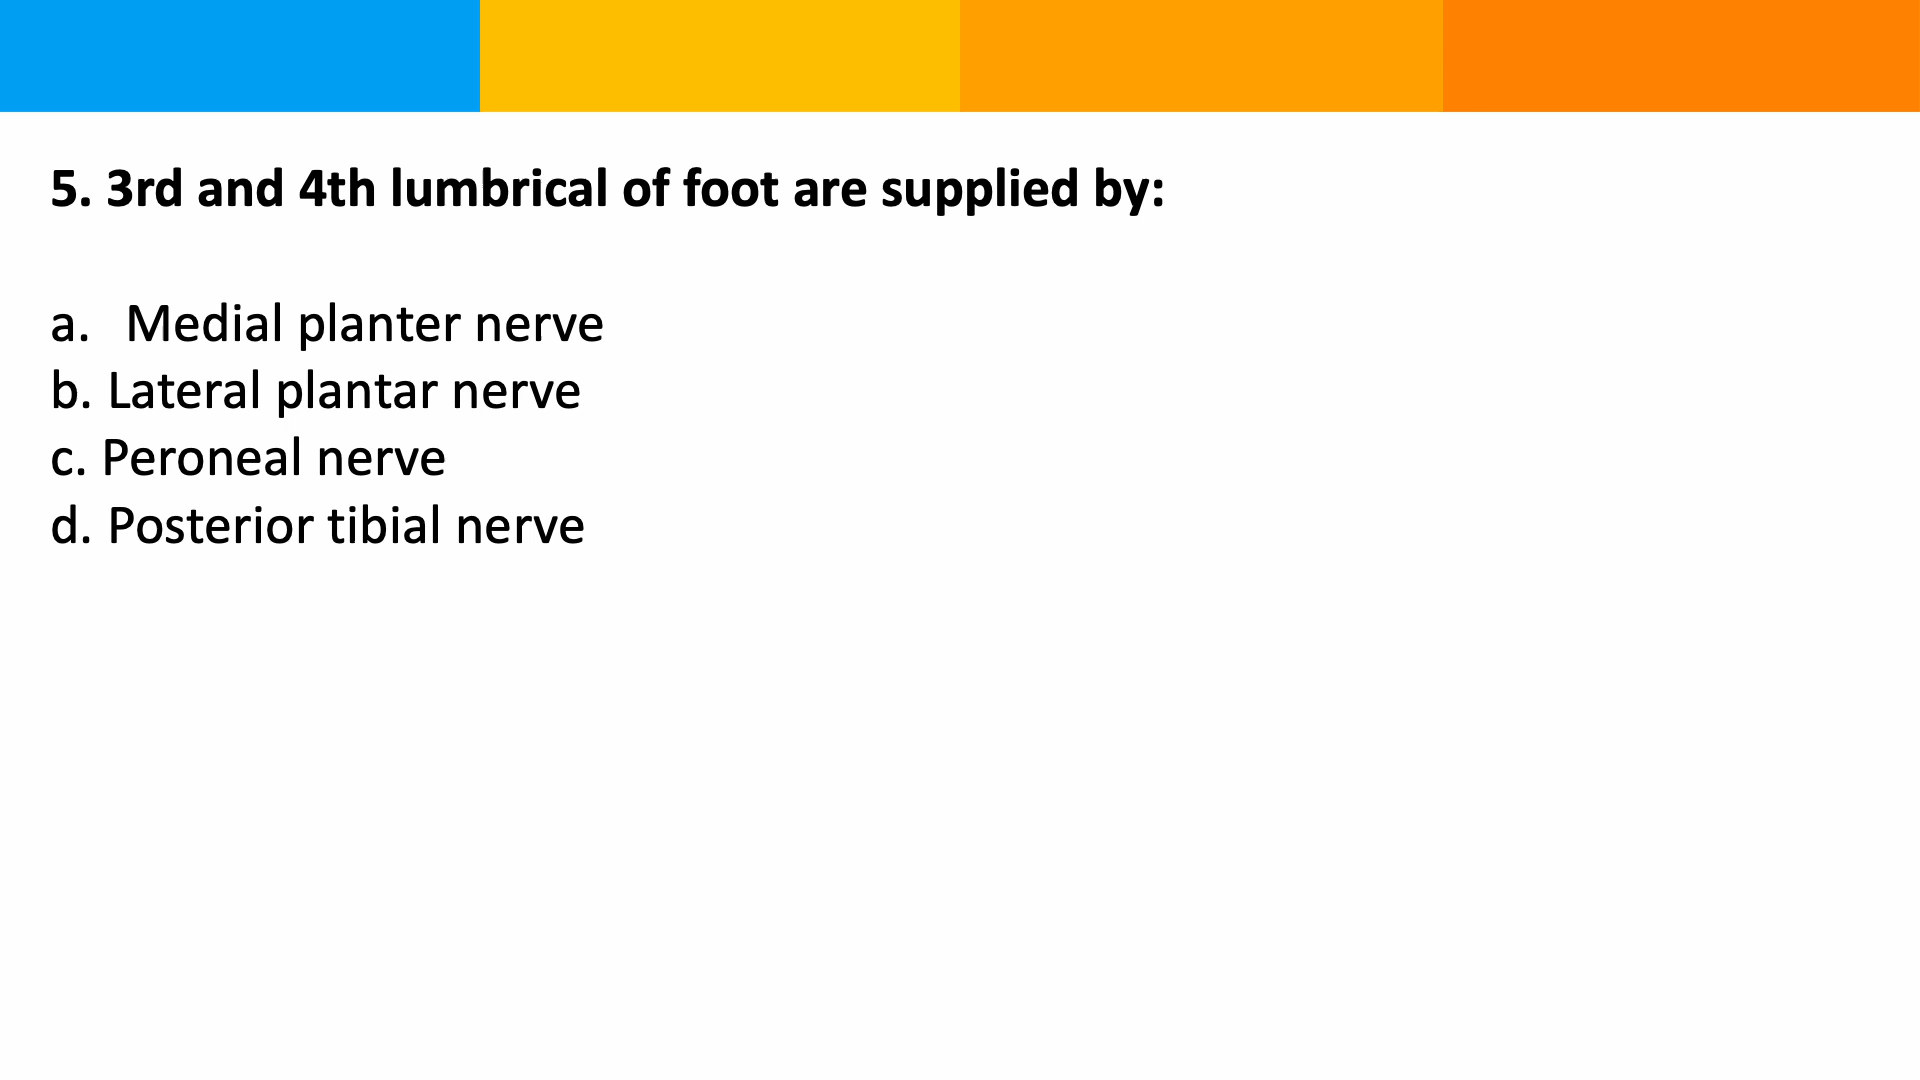 5. 3rd and 4th lumbrical of foot are supplied by:
a. Medial planter nerve
b. Lateral plantar nerve
c. Peroneal nerve
d. Posterior tibial nerve